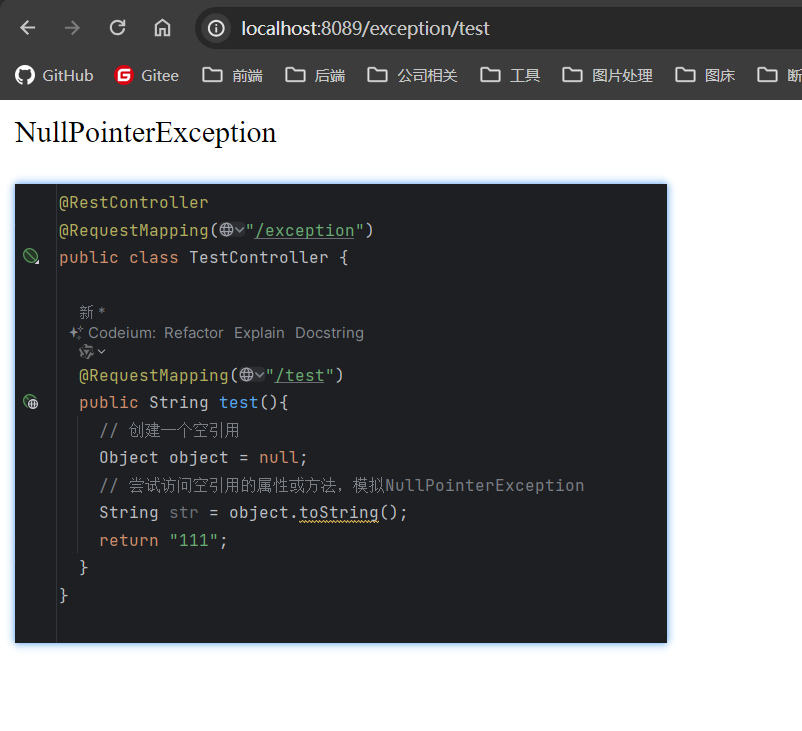 localhost:8089/exception/test
GitHub Gitee 前端 后端 公司相关 工具 图片处理 图床 断
NullPointerException
@RestController
@RequestMapping("/exception")
public class TestController {
新 *
Codeium: Refactor Explain Docstring
@RequestMapping("/test")
public String test(){
// 创建一个空引用
Object object = null;
// 尝试访问空引用的属性或方法，模拟NullPointerException
String str = object.toString();
return "111";
}
}